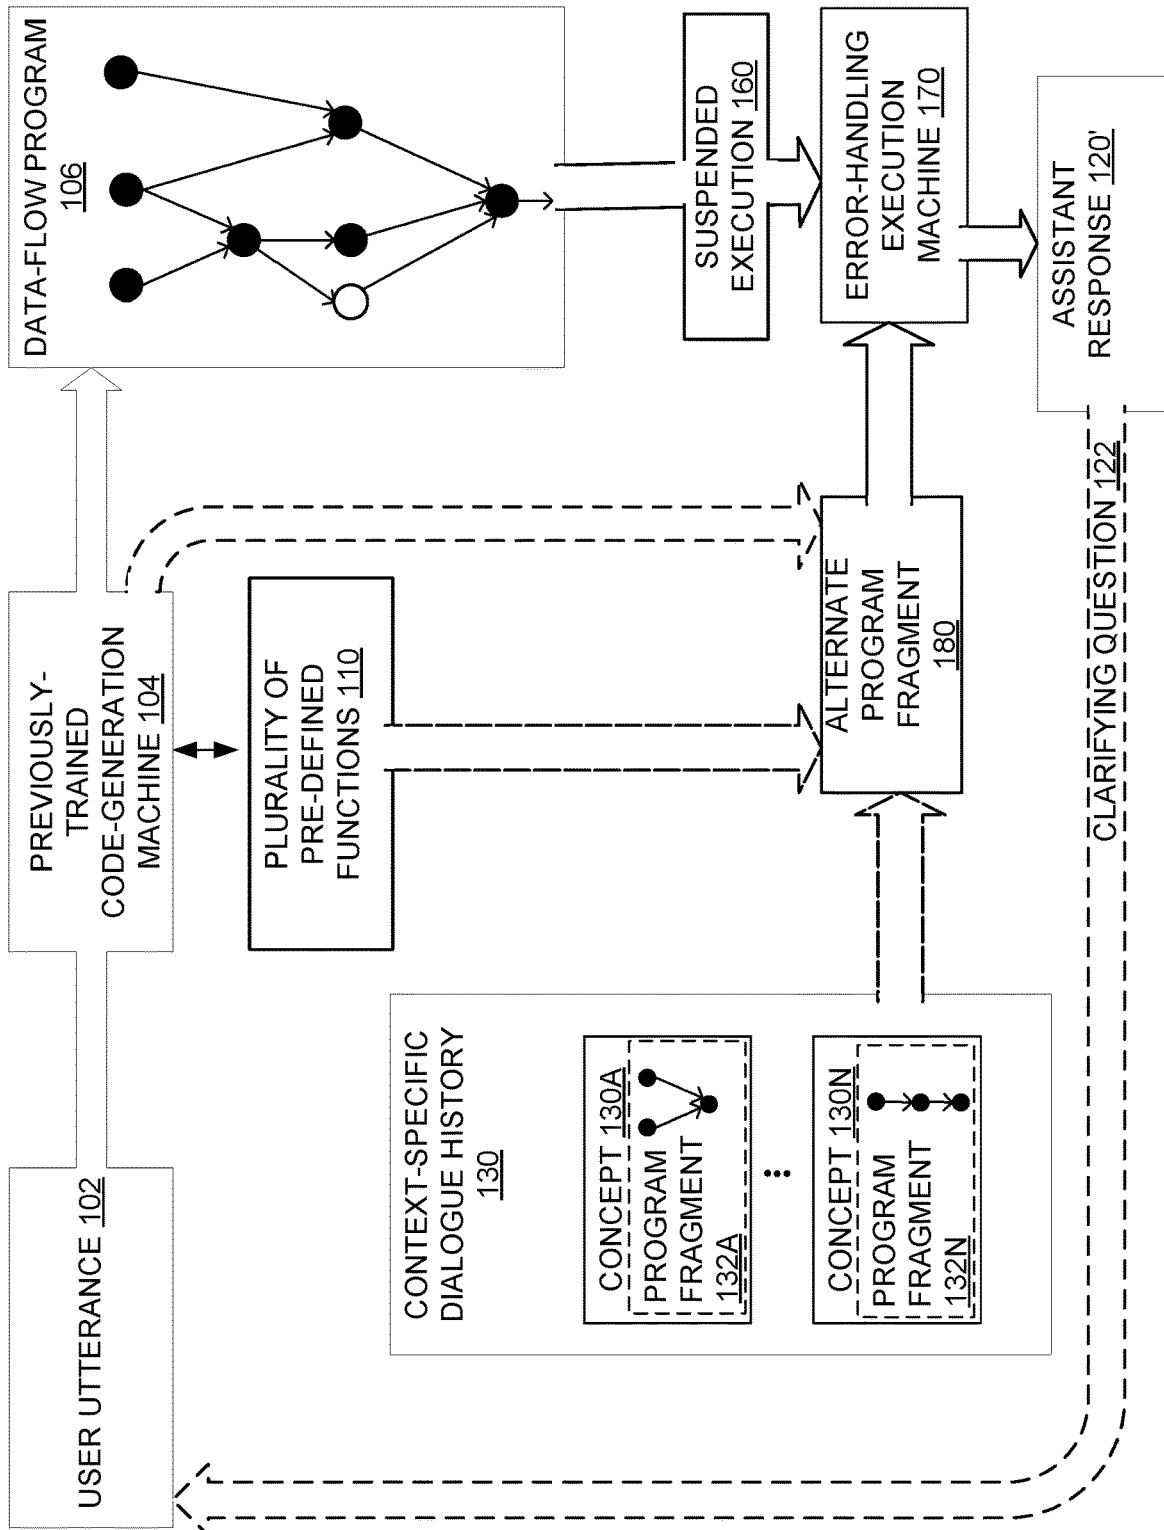 USER UTTERANCE 102
PREVIOUSLY-
TRAINED
CODE-GENERATION
MACHINE 104
DATA-FLOW PROGRAM
106
PLURALITY OF
PRE-DEFINED
FUNCTIONS 110
CONTEXT-SPECIFIC
DIALOGUE HISTORY
130
CONCEPT 130A
PROGRAM
FRAGMENT
132A
CONCEPT 130N
PROGRAM
FRAGMENT
132N
SUSPENDED
EXECUTION 160
ALTERNATE
PROGRAM
FRAGMENT
180
ERROR-HANDLING
EXECUTION
MACHINE 170
ASSISTANT
RESPONSE 120'
CLARIFYING QUESTION 122